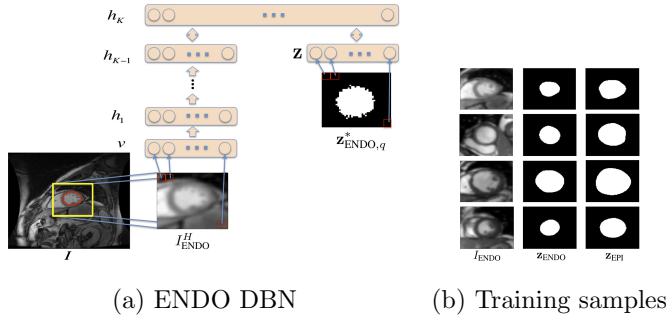 h_K
h_{K-1}
Z
h_1
z*_{ENDO,q}
v
I
I^H_{ENDO}
I_{ENDO} z_{ENDO} z_{EPI}
(a) ENDO DBN (b) Training samples